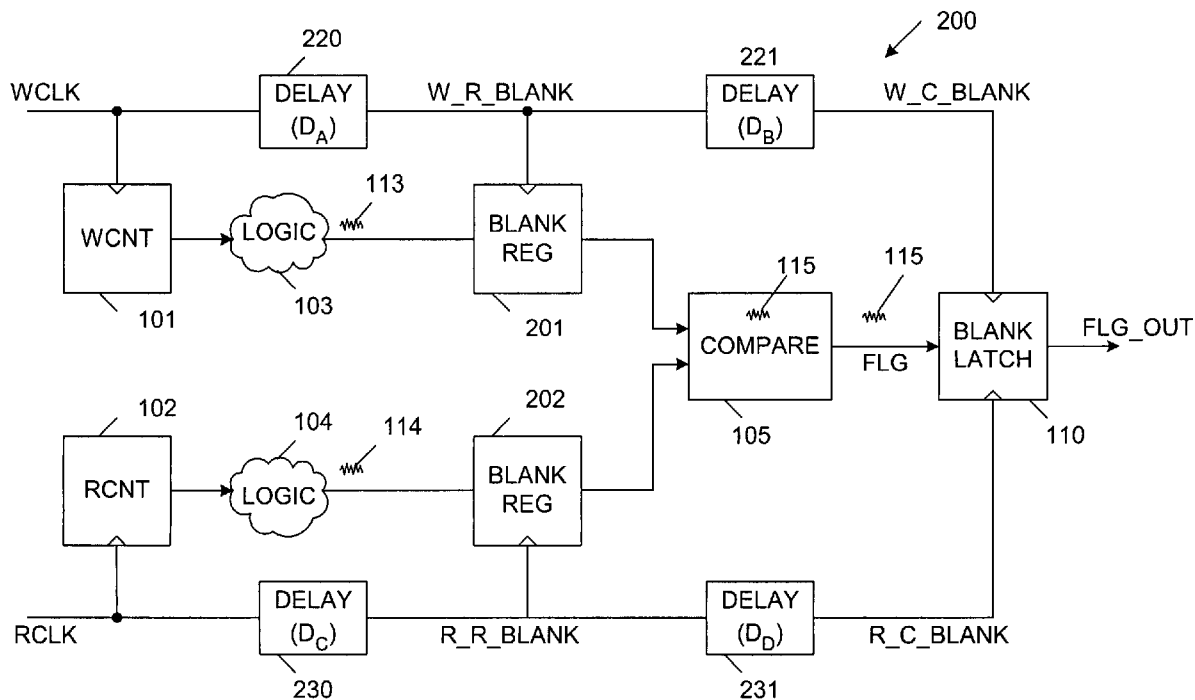 200
220
221
WCLK
DELAY
(DA)
W_R_BLANK
DELAY
(DB)
W_C_BLANK
113
WCNT
LOGIC
BLANK
REG
101
103
201
115
115
COMPARE
FLG
BLANK
LATCH
FLG_OUT
105
110
102
104
114
202
RCNT
LOGIC
BLANK
REG
RCLK
DELAY
(DC)
R_R_BLANK
DELAY
(DD)
R_C_BLANK
230
231